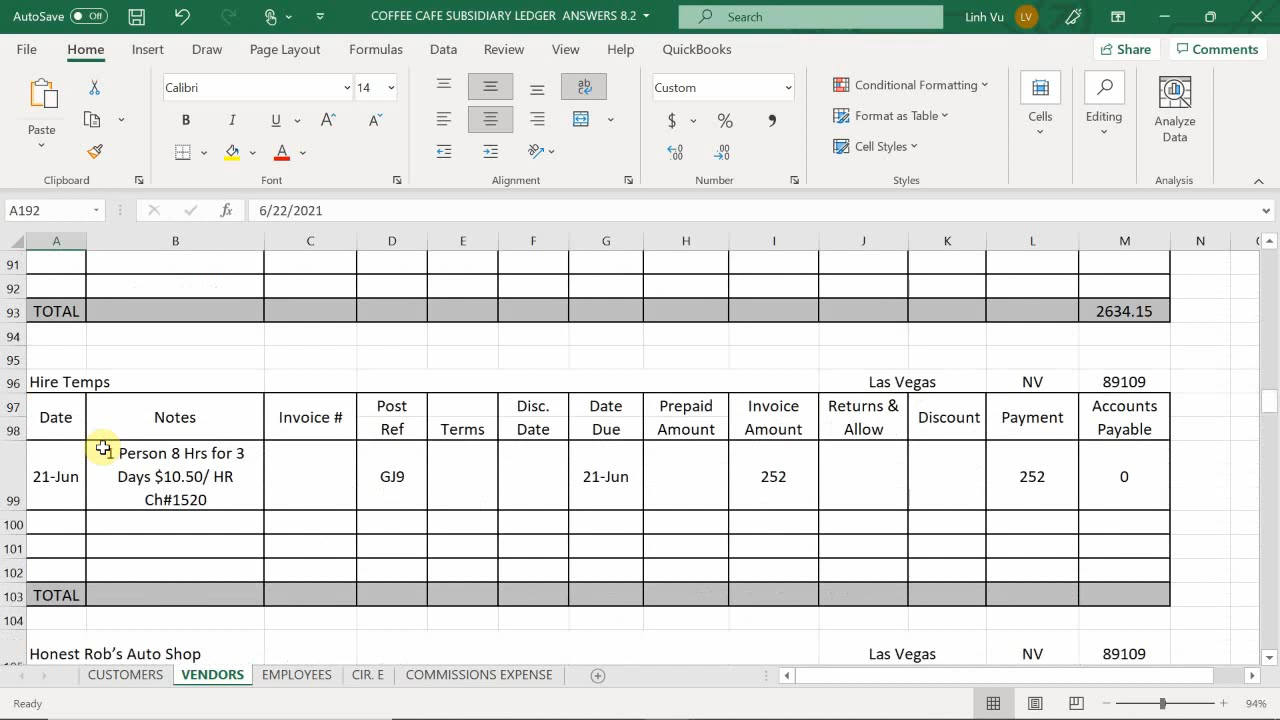 AutoSave Off COFFEE CAFE SUBSIDIARY LEDGER ANSWERS 8.2 Search Linh Vu LV
File Home Insert Draw Page Layout Formulas Data Review View Help QuickBooks Share Comments
Calibri 14 Custom Conditional Formatting
Paste B I U A A $ % , Format as Table Cells Editing Analyze
Data
Cell Styles
Clipboard Font Alignment Number Styles Analysis
A192 fx 6/22/2021
A B C D E F G H I J K L M N
91
92
93 TOTAL 2634.15
94
95
96 Hire Temps Las Vegas NV 89109
97 Date Notes Invoice # Post Disc. Date Prepaid Invoice Returns & Discount Payment Accounts
98 Ref Terms Date Due Amount Amount Allow Payable
1 Person 8 Hrs for 3
21-Jun Days $10.50/ HR GJ9 21-Jun 252 252 0
99 Ch#1520
100
101
102
103 TOTAL
104
Honest Rob's Auto Shop Las Vegas NV 89109
CUSTOMERS VENDORS EMPLOYEES CIR. E COMMISSIONS EXPENSE
Ready 94%